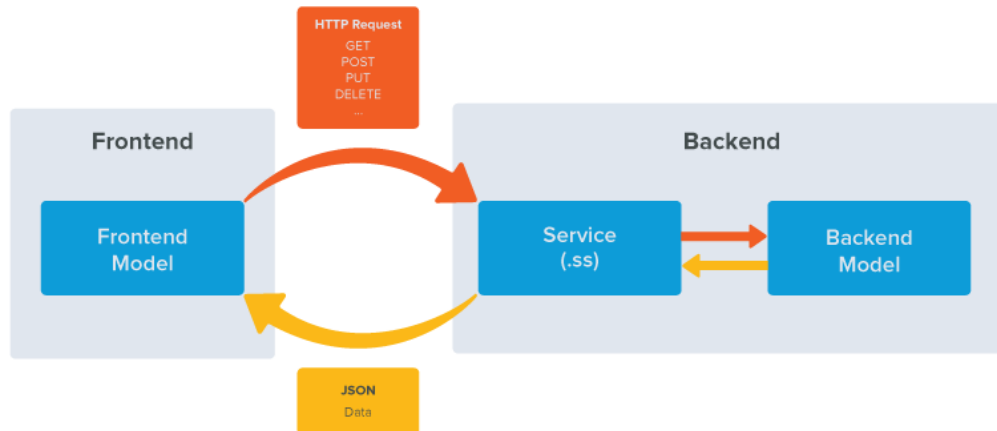 HTTP Request
GET
POST
PUT
DELETE
...
Frontend
Backend
Frontend
Model
Service
(.ss)
Backend
Model
JSON
Data